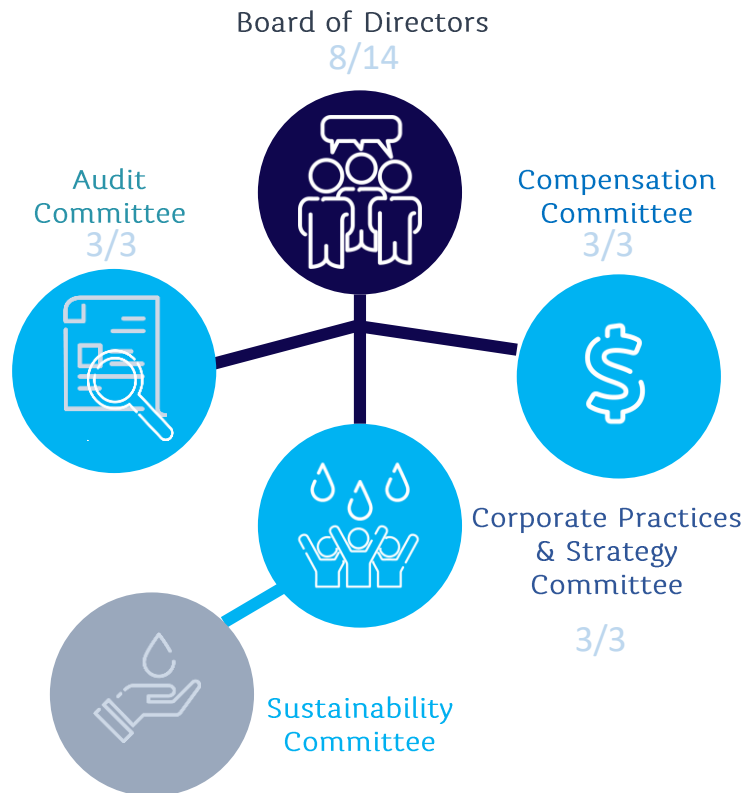 Board of Directors
8/14
Audit
Committee
3/3
Compensation
Committee
3/3
Corporate Practices
& Strategy
Committee
3/3
Sustainability
Committee